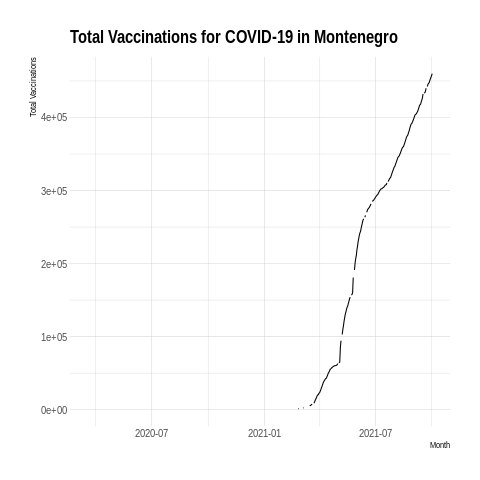 Total Vaccinations for COVID-19 in Montenegro
Total Vaccinations
4e+05
3e+05
2e+05
1e+05
0e+00
2020-07 2021-01 2021-07
Month